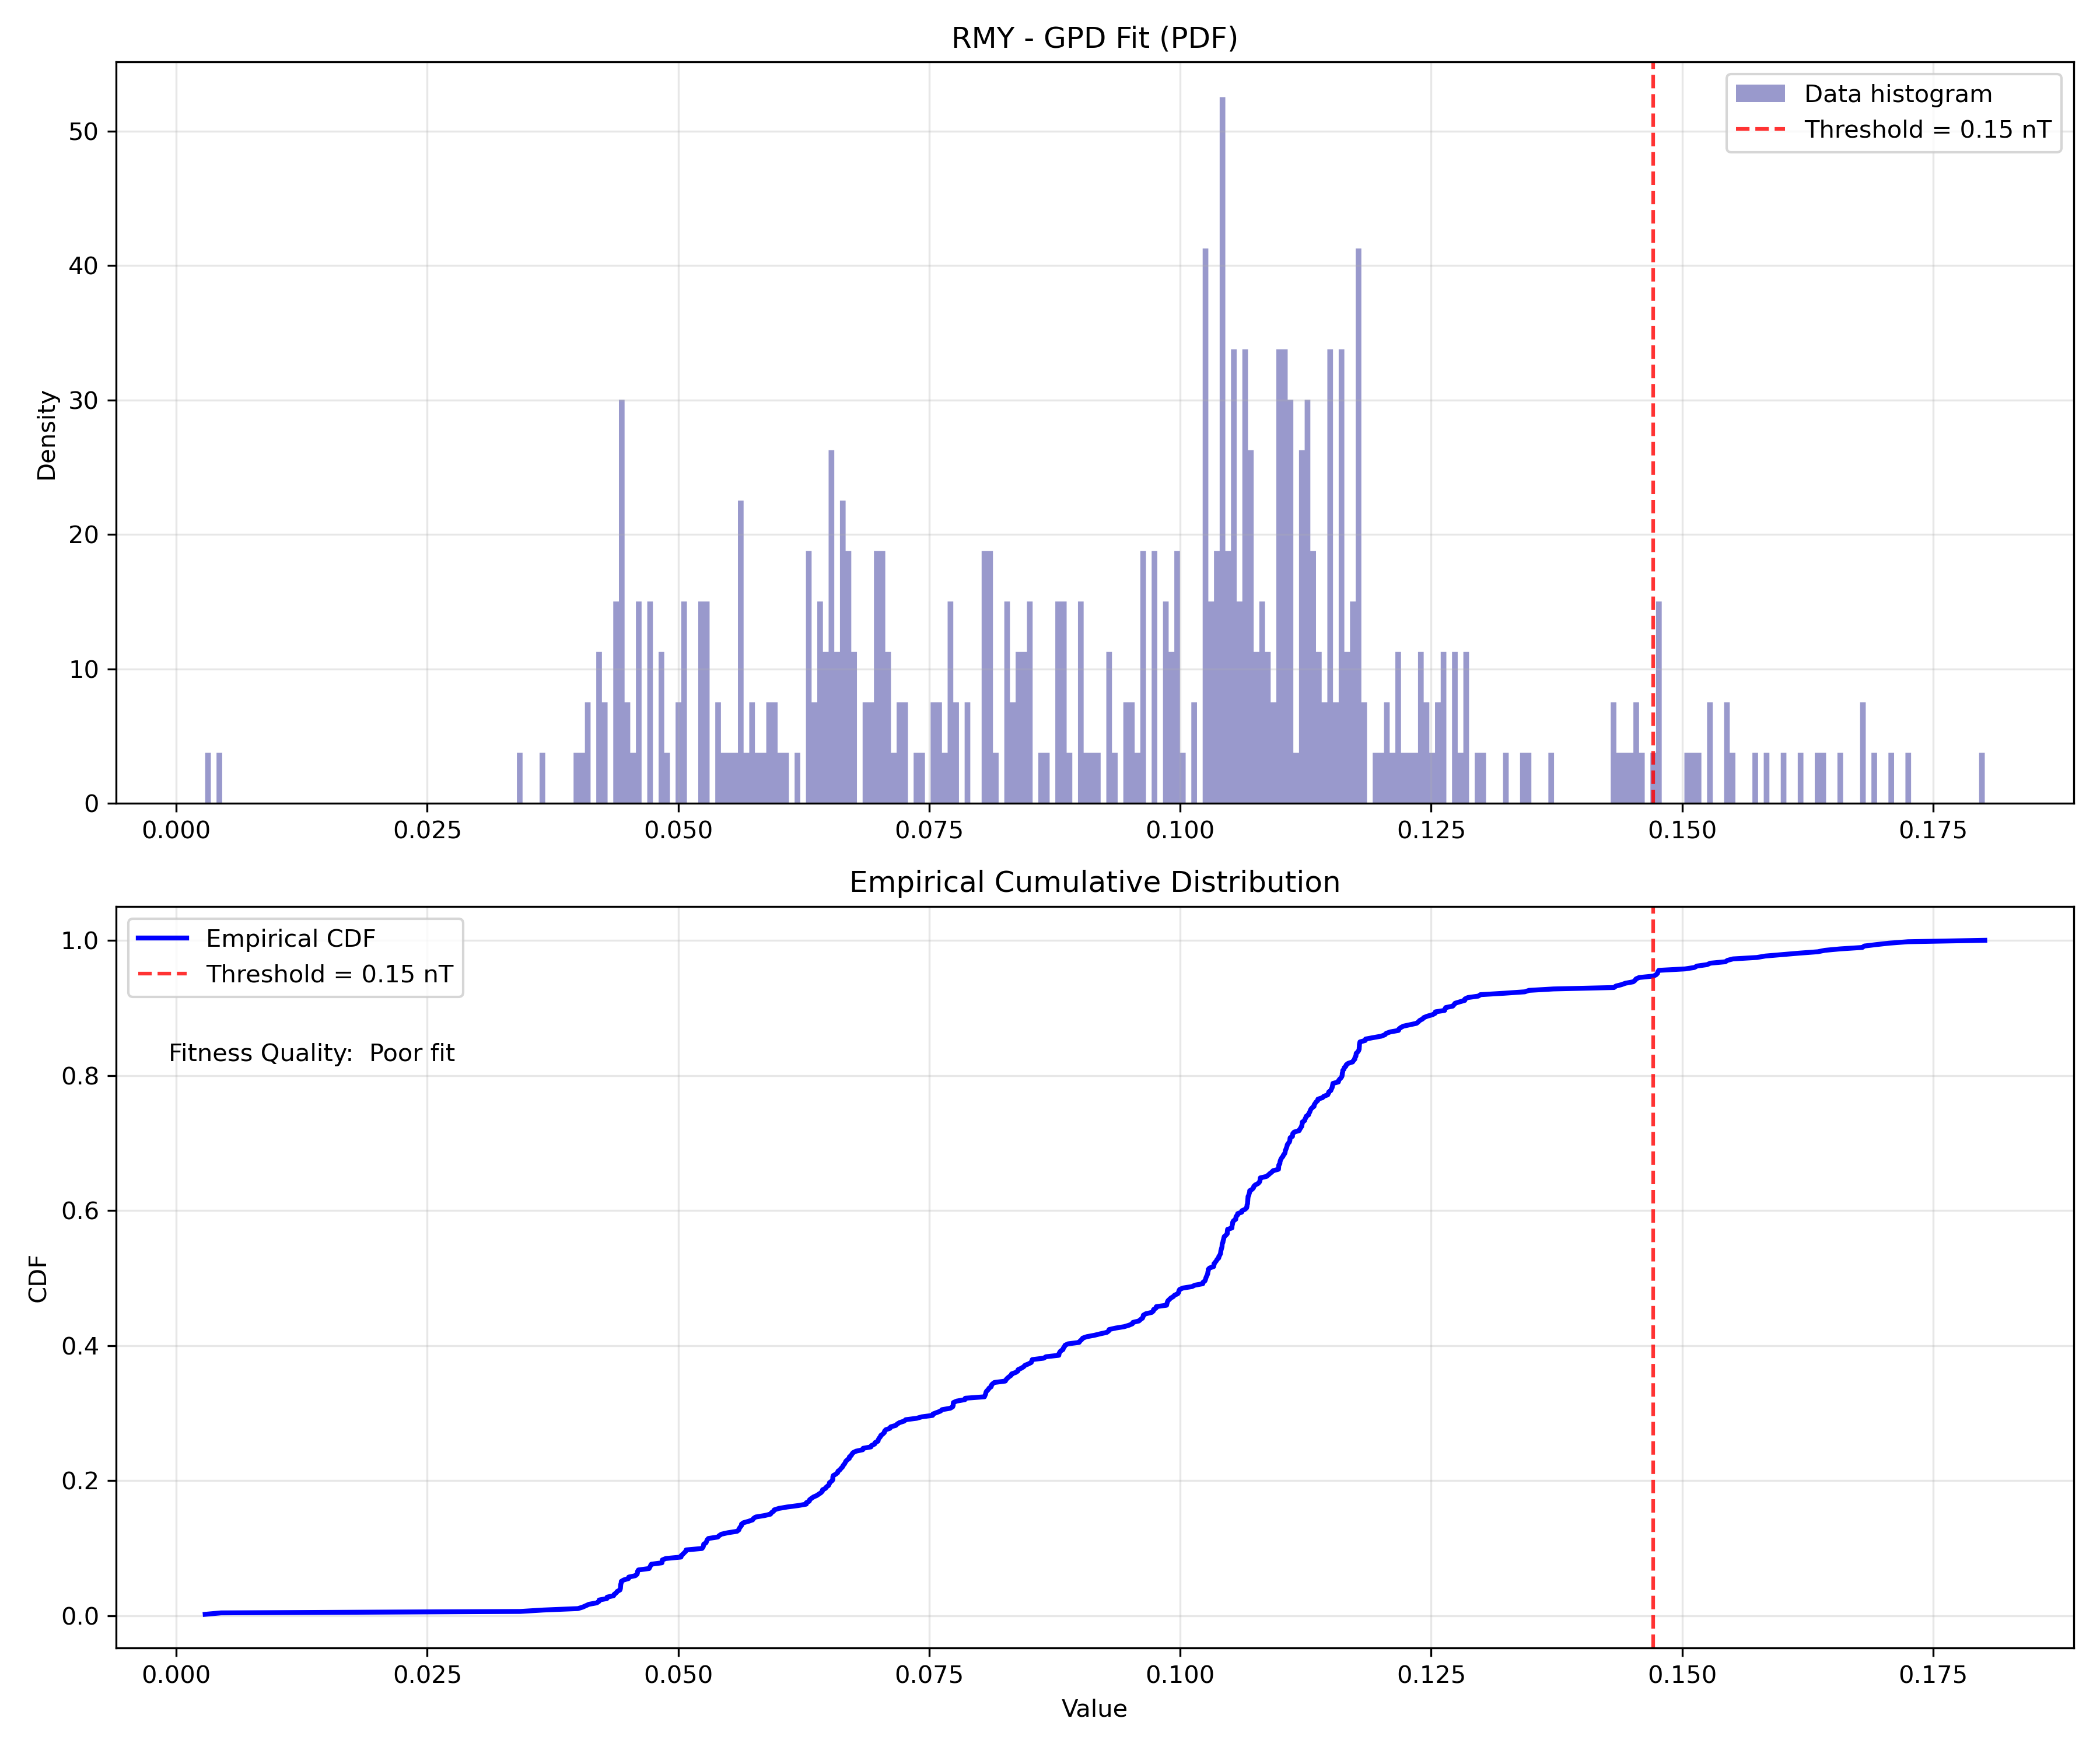 RMY - GPD Fit (PDF)
Density
50
40
30
20
10
0
Data histogram
Threshold = 0.15 nT
0.000 0.025 0.050 0.075 0.100 0.125 0.150 0.175
Empirical Cumulative Distribution
CDF
1.0
0.8
0.6
0.4
0.2
0.0
Empirical CDF
Threshold = 0.15 nT
Fitness Quality:  Poor fit
0.000 0.025 0.050 0.075 0.100 0.125 0.150 0.175
Value